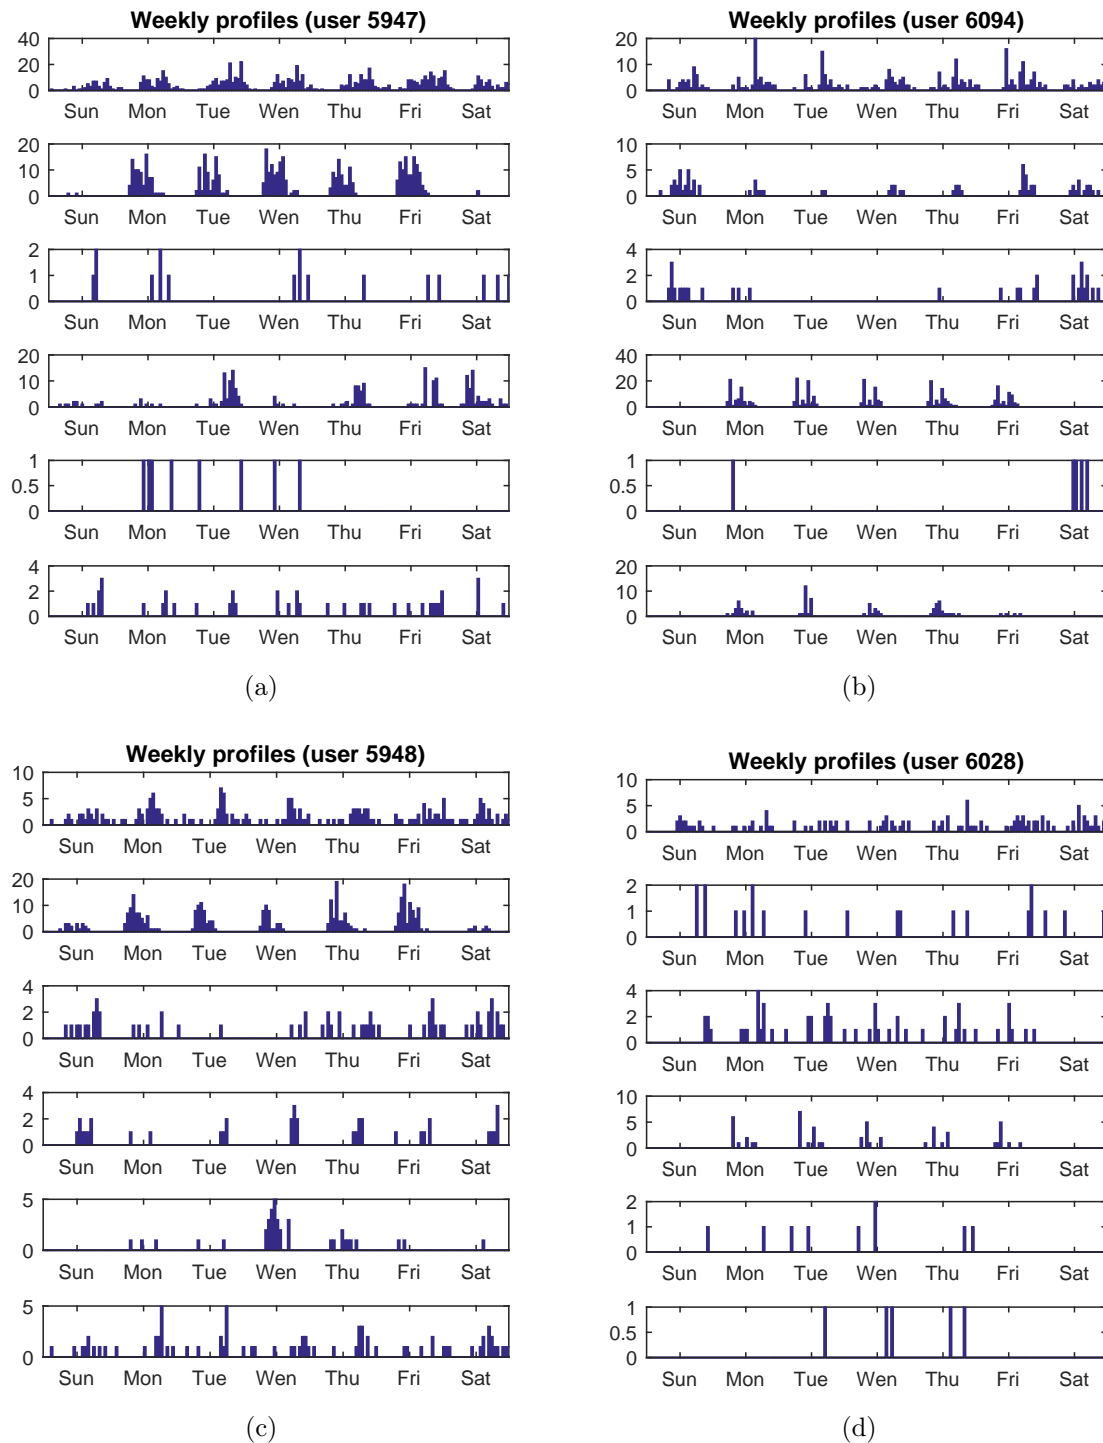 Weekly profiles (user 5947)
40
20
0
Sun Mon Tue Wen Thu Fri Sat
20
10
0
Sun Mon Tue Wen Thu Fri Sat
2
1
0
Sun Mon Tue Wen Thu Fri Sat
20
10
0
Sun Mon Tue Wen Thu Fri Sat
1
0.5
0
Sun Mon Tue Wen Thu Fri Sat
4
2
0
Sun Mon Tue Wen Thu Fri Sat
(a)
Weekly profiles (user 6094)
20
10
0
Sun Mon Tue Wen Thu Fri Sat
10
5
0
Sun Mon Tue Wen Thu Fri Sat
4
2
0
Sun Mon Tue Wen Thu Fri Sat
40
20
0
Sun Mon Tue Wen Thu Fri Sat
1
0.5
0
Sun Mon Tue Wen Thu Fri Sat
20
10
0
Sun Mon Tue Wen Thu Fri Sat
(b)
Weekly profiles (user 5948)
10
5
0
Sun Mon Tue Wen Thu Fri Sat
20
10
0
Sun Mon Tue Wen Thu Fri Sat
4
2
0
Sun Mon Tue Wen Thu Fri Sat
4
2
0
Sun Mon Tue Wen Thu Fri Sat
5
0
Sun Mon Tue Wen Thu Fri Sat
5
0
Sun Mon Tue Wen Thu Fri Sat
(c)
Weekly profiles (user 6028)
10
5
0
Sun Mon Tue Wen Thu Fri Sat
2
1
0
Sun Mon Tue Wen Thu Fri Sat
4
2
0
Sun Mon Tue Wen Thu Fri Sat
10
5
0
Sun Mon Tue Wen Thu Fri Sat
2
1
0
Sun Mon Tue Wen Thu Fri Sat
1
0.5
0
Sun Mon Tue Wen Thu Fri Sat
(d)